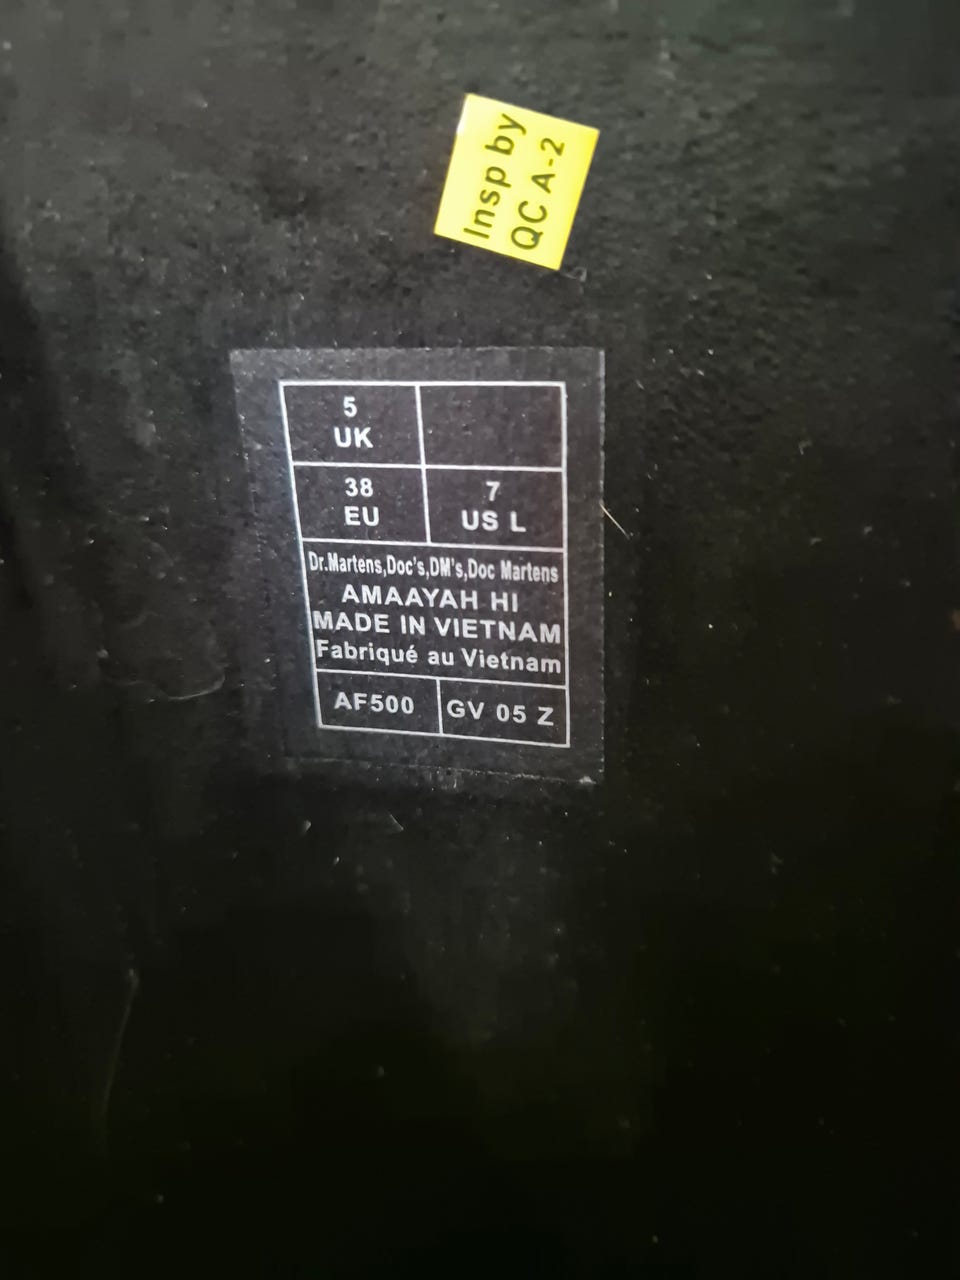 Insp by
QC A-2
5
UK
38
EU
7
US L
Dr.Martens,Doc's,DM's,Doc Martens
AMAAYAH HI
MADE IN VIETNAM
Fabriqué au Vietnam
AF500
GV 05 Z